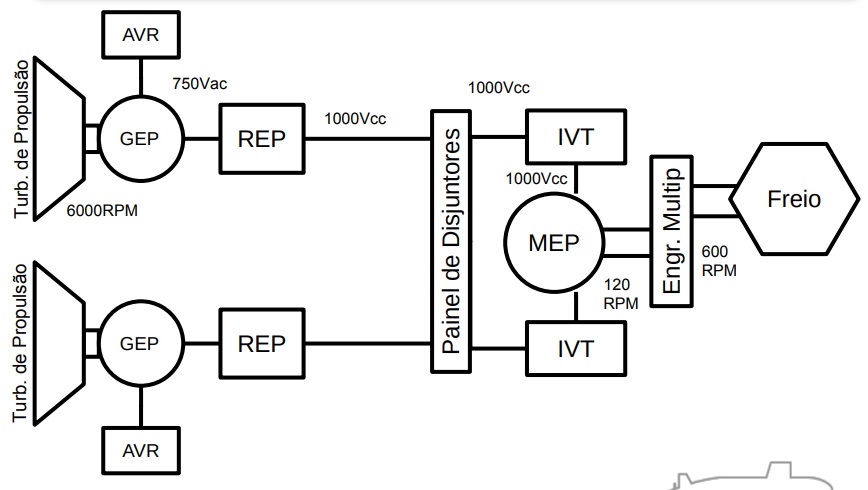 AVR
Turb. de Propulsão
750Vac
GEP
REP
1000Vcc
6000RPM
Painel de Disjuntores
1000Vcc
IVT
1000Vcc
MEP
120
RPM
Engr. Multip
600
RPM
Freio
Turb. de Propulsão
GEP
REP
IVT
AVR